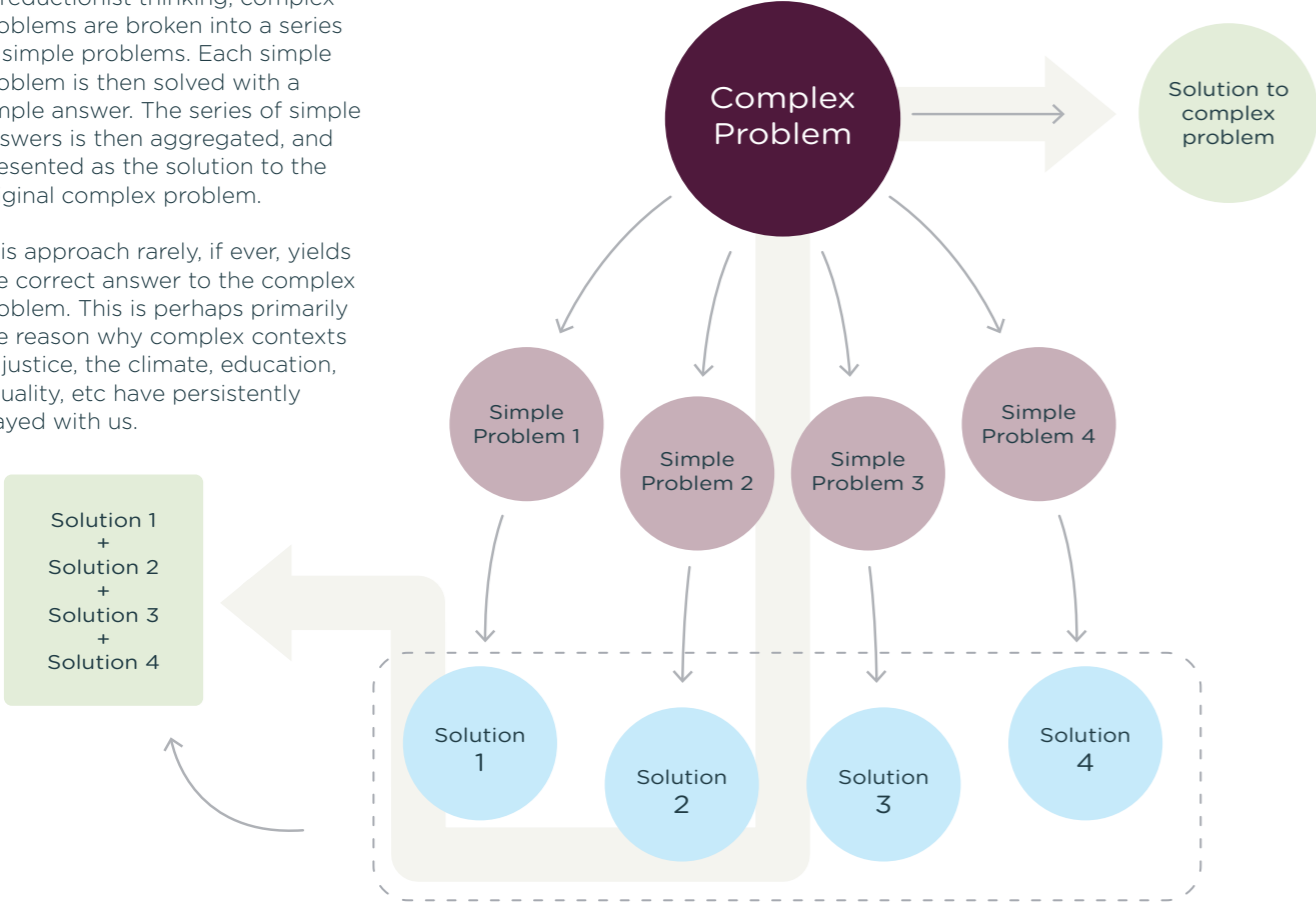 reductionist thinking, complex
oblems are broken into a series
simple problems. Each simple
oblem is then solved with a
mple answer. The series of simple
swers is then aggregated, and
esented as the solution to the
iginal complex problem.
is approach rarely, if ever, yields
e correct answer to the complex
oblem. This is perhaps primarily
e reason why complex contexts
justice, the climate, education,
uality, etc have persistently
ayed with us.
Complex
Problem
Solution to
complex
problem
Simple
Problem 1
Simple
Problem 2
Simple
Problem 3
Simple
Problem 4
Solution 1
+
Solution 2
+
Solution 3
+
Solution 4
Solution
1
Solution
2
Solution
3
Solution
4